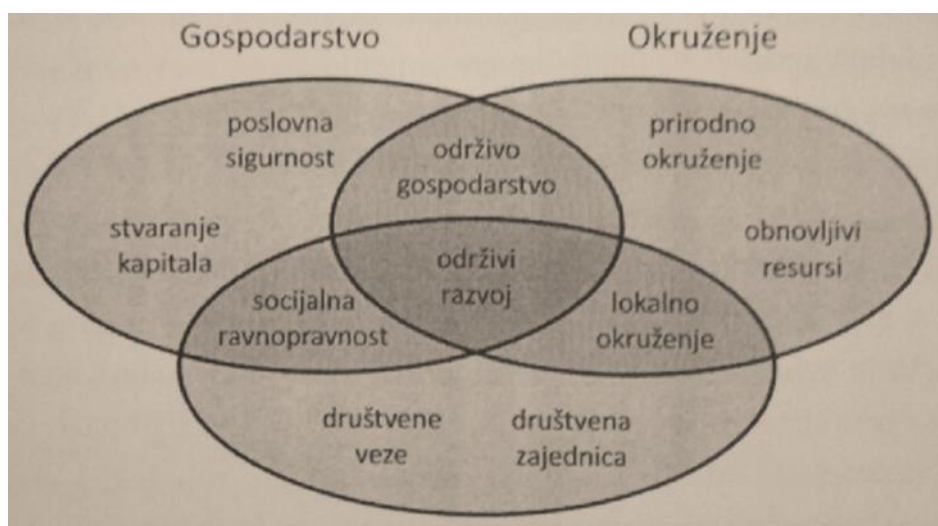 Gospodarstvo
Okruženje
poslovna
sigurnost
održivo
gospodarstvo
prirodno
okruženje
stvaranje
kapitala
održivi
razvoj
obnovljivi
resursi
socijalna
ravnopravnost
lokalno
okruženje
društvene
veze
društvena
zajednica